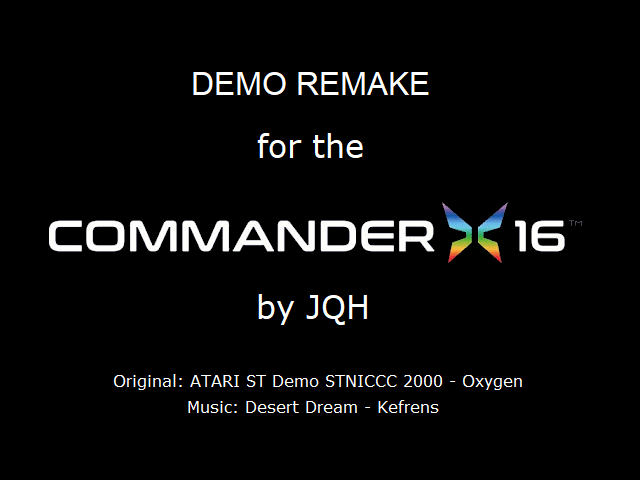 DEMO REMAKE
for the
COMMANDER X16™
by JQH
Original: ATARI ST Demo STNICCC 2000 - Oxygen
Music: Desert Dream - Kefrens